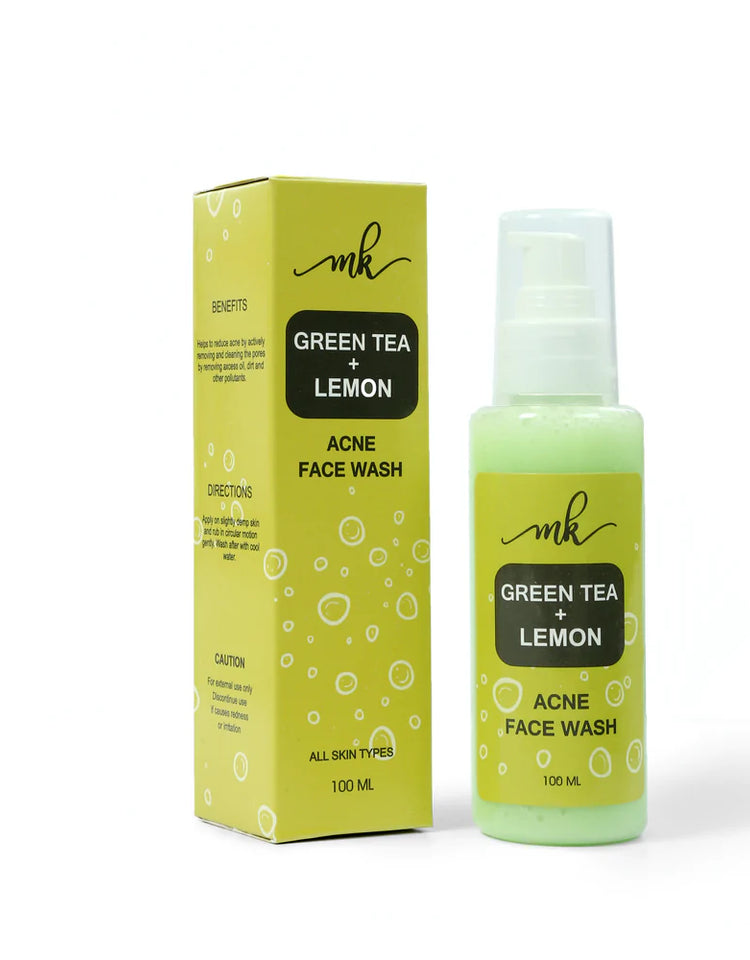 BENEFITS
Helps to reduce acne by actively
removing and cleaning the pores
by removing axcess oil, dirt and
other pollutants.
DIRECTIONS
Apply on slightly damp skin
and rub in circular motion
gently. Wash after with cool
water.
CAUTION
For external use only
Discontinue use
if causes redness
or irritation
mk
GREEN TEA
+
LEMON
ACNE
FACE WASH
ALL SKIN TYPES
100 ML
mk
GREEN TEA
+
LEMON
ACNE
FACE WASH
100 ML